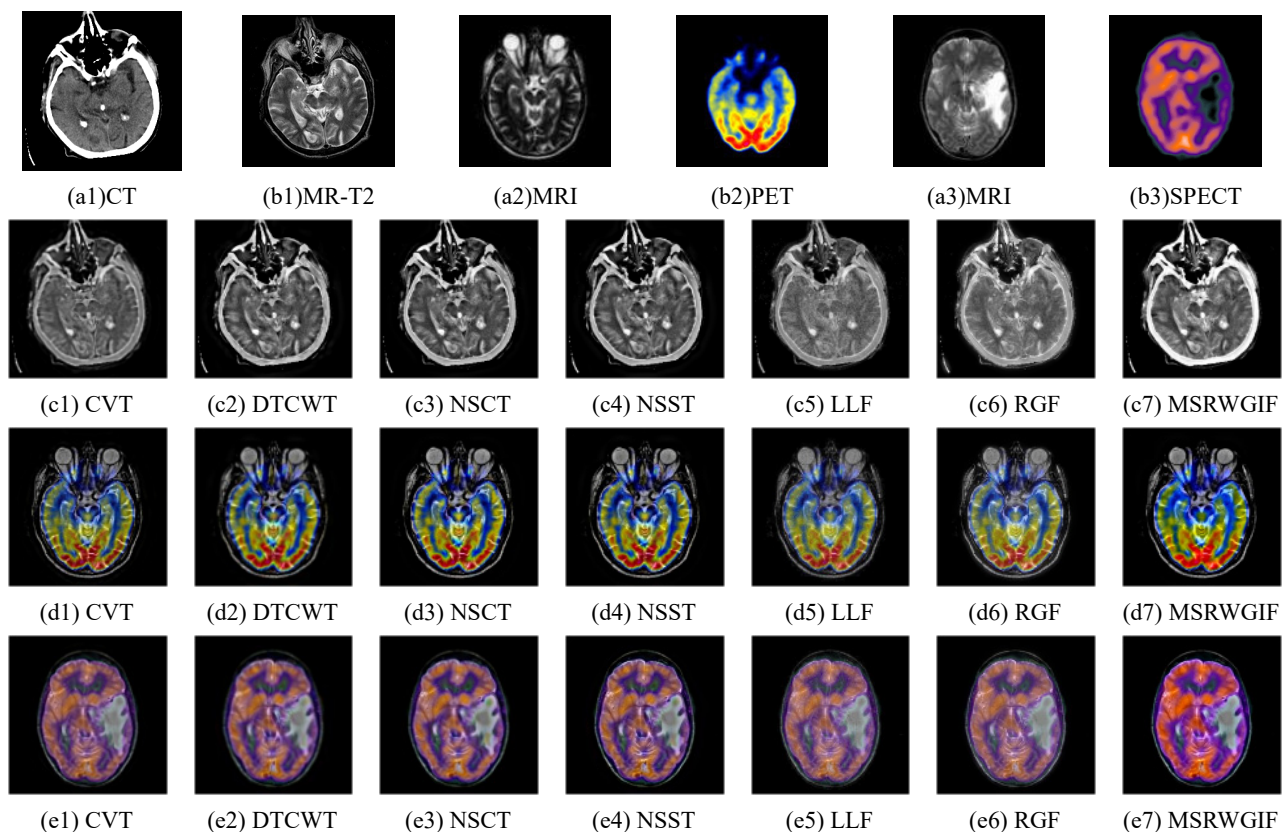 (a1)CT (b1)MR-T2 (a2)MRI (b2)PET (a3)MRI (b3)SPECT
(c1) CVT (c2) DTCWT (c3) NSCT (c4) NSST (c5) LLF (c6) RGF (c7) MSRWGIF
(d1) CVT (d2) DTCWT (d3) NSCT (d4) NSST (d5) LLF (d6) RGF (d7) MSRWGIF
(e1) CVT (e2) DTCWT (e3) NSCT (e4) NSST (e5) LLF (e6) RGF (e7) MSRWGIF